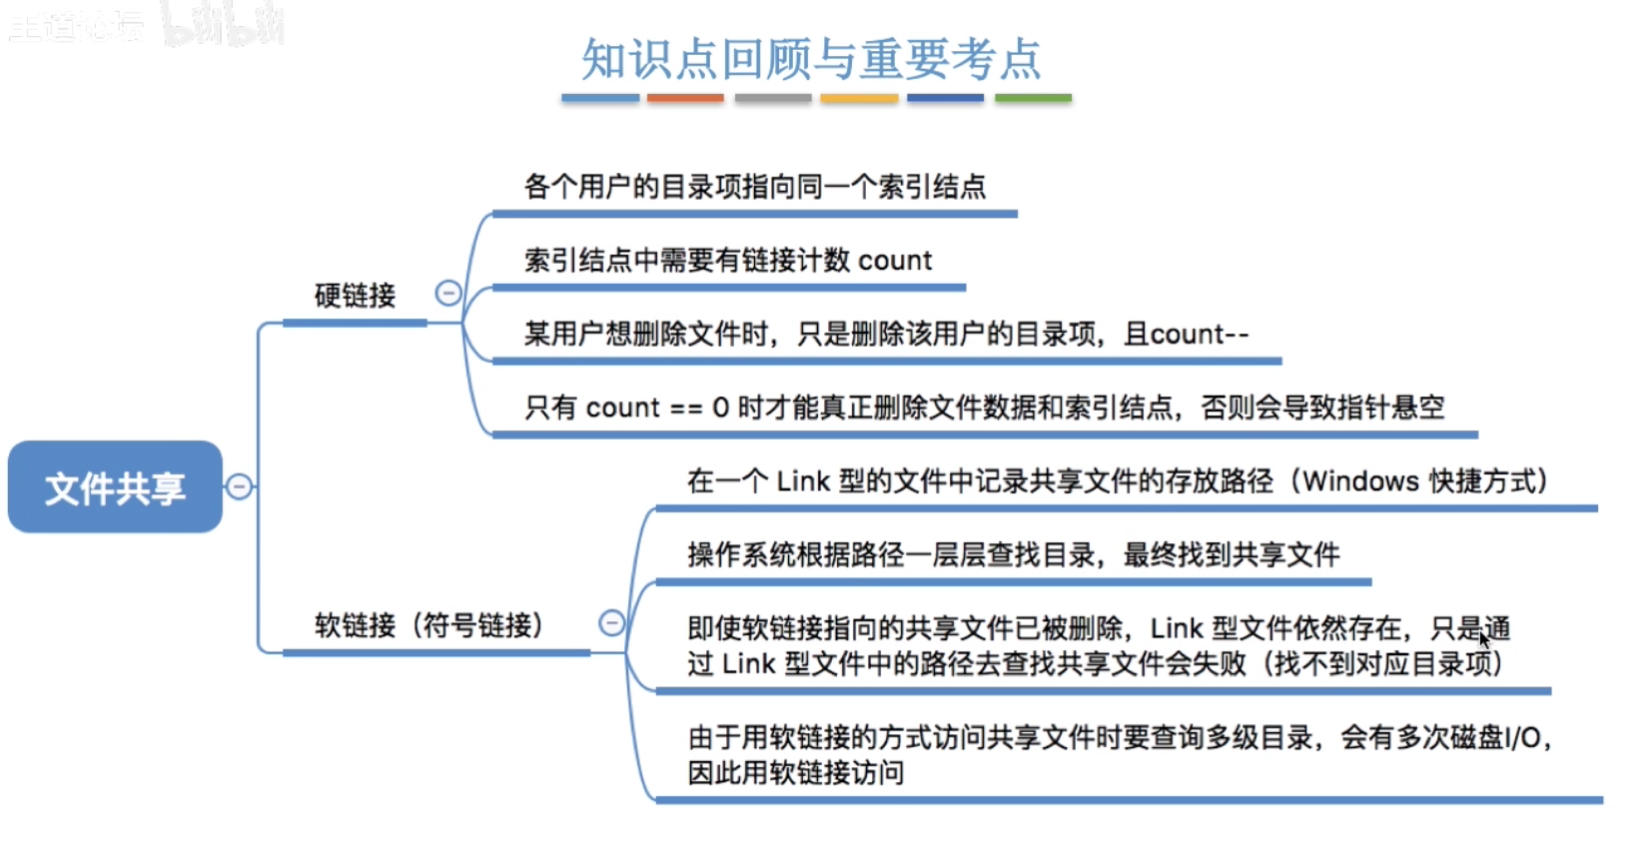 王道论坛 bilibili
知识点回顾与重要考点
各个用户的目录项指向同一个索引结点
索引结点中需要有链接计数 count
硬链接
某用户想删除文件时，只是删除该用户的目录项，且count--
只有 count == 0 时才能真正删除文件数据和索引结点，否则会导致指针悬空
文件共享
在一个 Link 型的文件中记录共享文件的存放路径（Windows 快捷方式）
操作系统根据路径一层层查找目录，最终找到共享文件
软链接（符号链接）
即使软链接指向的共享文件已被删除，Link 型文件依然存在，只是通
过 Link 型文件中的路径去查找共享文件会失败（找不到对应目录项）
由于用软链接的方式访问共享文件时要查询多级目录，会有多次磁盘I/O，
因此用软链接访问